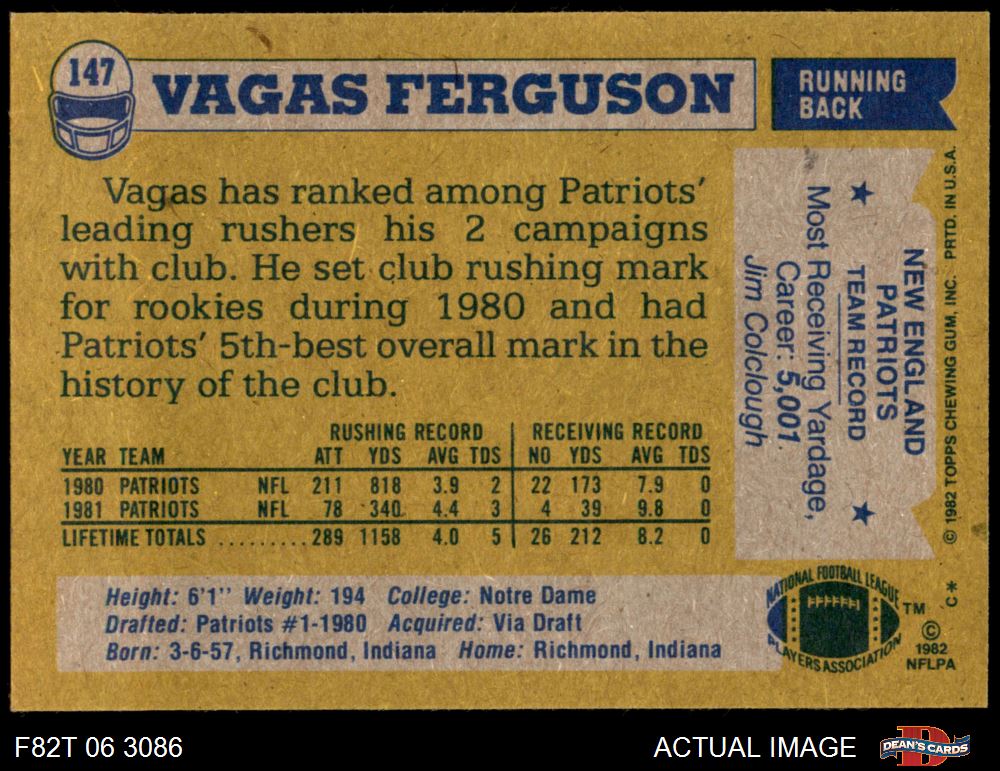 147
VAGAS FERGUSON
RUNNING
BACK
Vagas has ranked among Patriots'
leading rushers his 2 campaigns
with club. He set club rushing mark
for rookies during 1980 and had
Patriots' 5th-best overall mark in the
history of the club.
RUSHING RECORD RECEIVING RECORD
YEAR TEAM ATT YDS AVG TDS NO YDS AVG TDS
1980 PATRIOTS NFL 211 818 3.9 2 22 173 7.9 0
1981 PATRIOTS NFL 78 340 4.4 3 4 39 9.8 0
LIFETIME TOTALS ......... 289 1158 4.0 5 26 212 8.2 0
Height: 6'1" Weight: 194 College: Notre Dame
Drafted: Patriots #1-1980 Acquired: Via Draft
Born: 3-6-57, Richmond, Indiana Home: Richmond, Indiana
NEW ENGLAND
PATRIOTS
★ TEAM RECORD ★
Most Receiving Yardage,
Career: 5,001
Jim Colclough
© 1982 TOPPS CHEWING GUM, INC. PRTD. IN U.S.A.
C *
NATIONAL FOOTBALL LEAGUE
PLAYERS ASSOCIATION
TM
©
1982
NFLPA
F82T 06 3086
ACTUAL IMAGE
D
DEAN'S CARDS